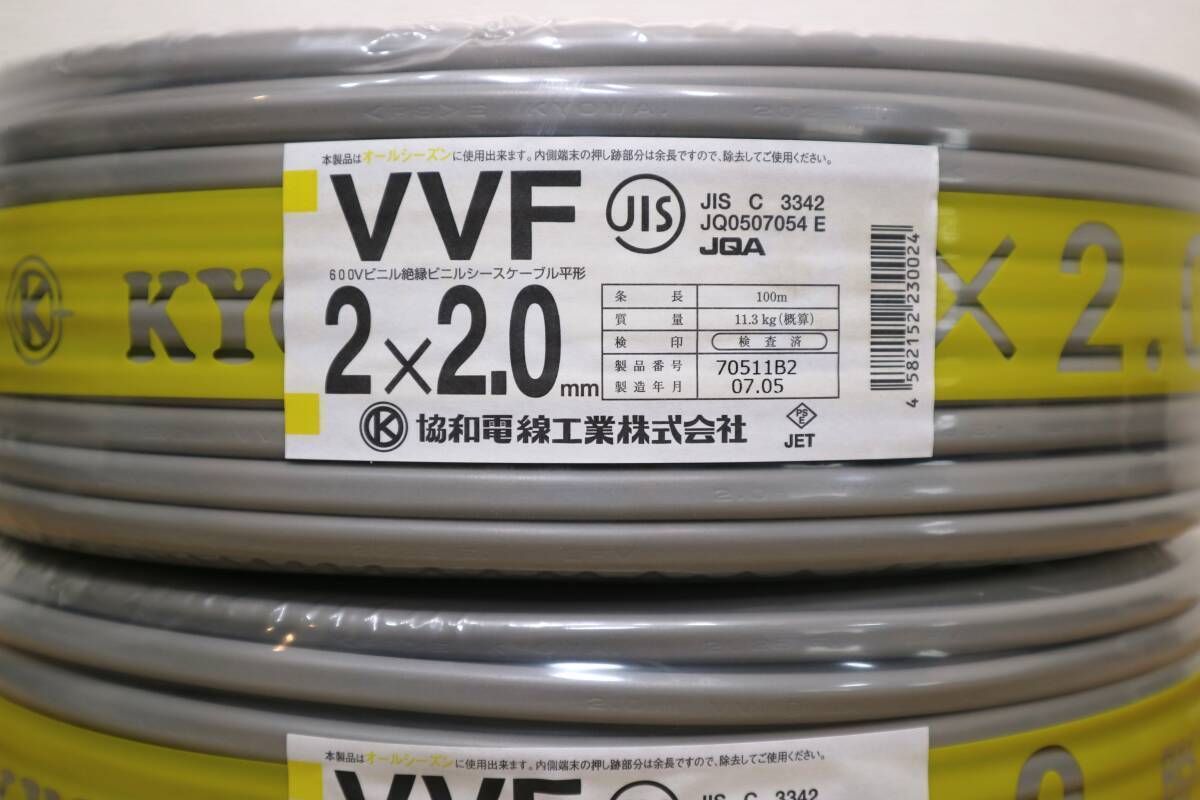 <PS>E KYOWA
本製品はオールシーズンに使用出来ます。内側端末の押し跡部分は余長ですので、除去してご使用ください。
VVF
JIS
JIS C 3342
JQ0507054 E
JQA
600Vビニル絶縁ビニルシースケーブル平形
2×2.0mm
条長 100m
質量 11.3kg(概算)
検印 検査済
製品番号 70511B2
製造年月 07.05
K 協和電線工業株式会社
PS E
JET
4 582152 230024
K KYO
× 2.0
本製品はオールシーズンに使用出来ます。内側端末の押し跡部分は余長ですので、除去してご使用ください。
VVF
JIS C 3342